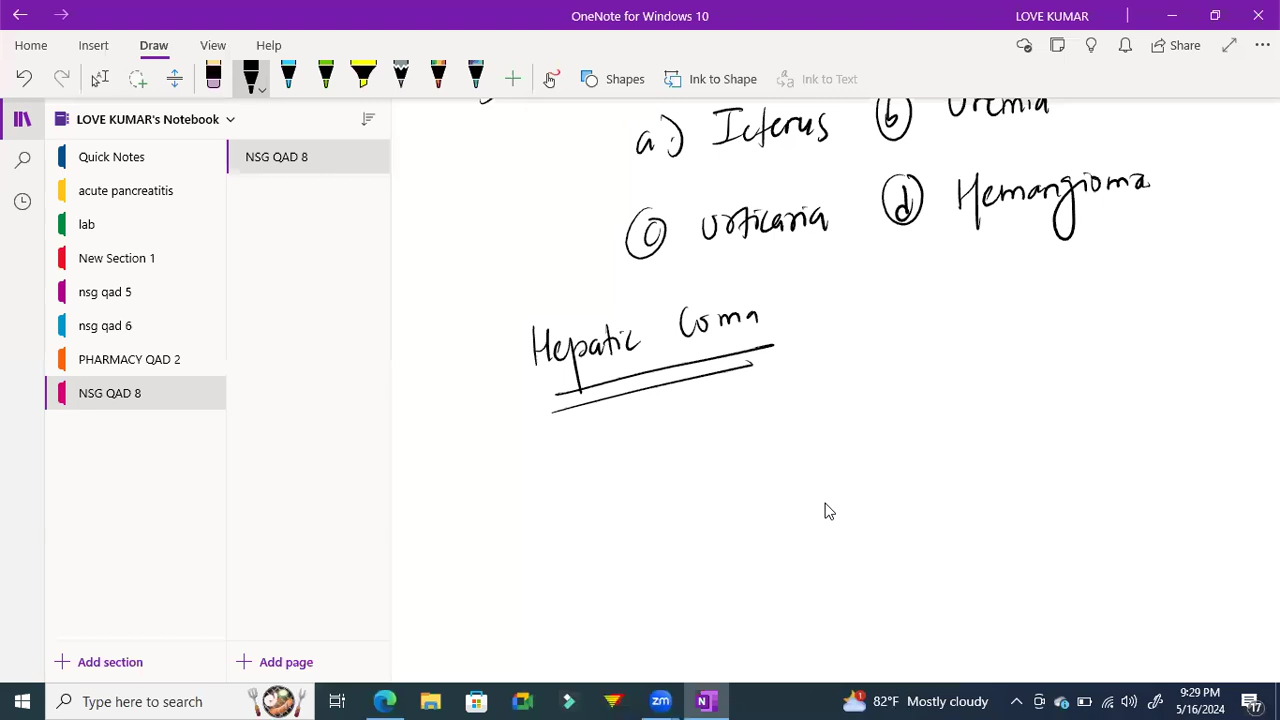 OneNote for Windows 10
LOVE KUMAR
Home Insert Draw View Help
Share
Shapes
Ink to Shape
Ink to Text
LOVE KUMAR's Notebook
Quick Notes
acute pancreatitis
lab
New Section 1
nsg qad 5
nsg qad 6
PHARMACY QAD 2
NSG QAD 8
Add section
NSG QAD 8
Add page
a.) Icterus (b) Uremia
(c) Urticaria (d) Hemangioma
Hepatic Coma
Type here to search
zm
N
1
82°F Mostly cloudy
9:29 PM
5/16/2024
17